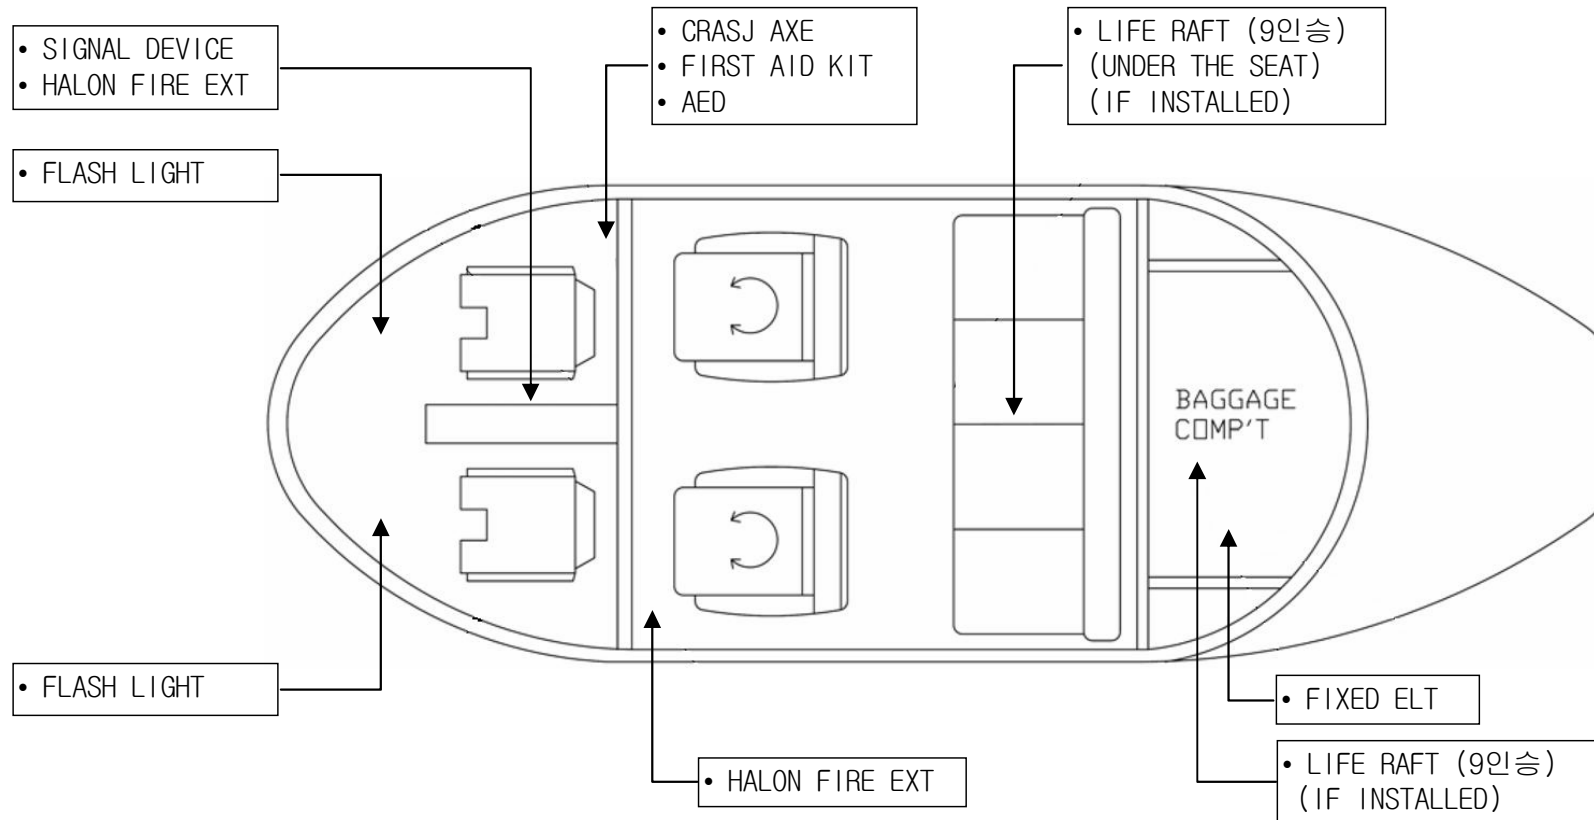 • SIGNAL DEVICE
• HALON FIRE EXT
• CRASJ AXE
• FIRST AID KIT
• AED
• LIFE RAFT (9인승)
(UNDER THE SEAT)
(IF INSTALLED)
• FLASH LIGHT
BAGGAGE
COMP'T
• FLASH LIGHT
• FIXED ELT
• HALON FIRE EXT
• LIFE RAFT (9인승)
(IF INSTALLED)